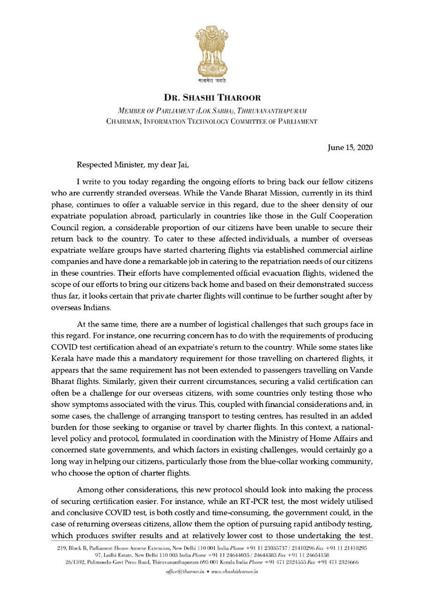 सत्यमेव जयते
DR. SHASHI THAROOR
MEMBER OF PARLIAMENT (LOK SABHA), THIRUVANANTHAPURAM
CHAIRMAN, INFORMATION TECHNOLOGY COMMITTEE OF PARLIAMENT
June 15, 2020
Respected Minister, my dear Jai,
I write to you today regarding the ongoing efforts to bring back our fellow citizens
who are currently stranded overseas. While the Vande Bharat Mission, currently in its third
phase, continues to offer a valuable service in this regard, due to the sheer density of our
expatriate population abroad, particularly in countries like those in the Gulf Cooperation
Council region, a considerable proportion of our citizens have been unable to secure their
return back to the country. To cater to these affected individuals, a number of overseas
expatriate welfare groups have started chartering flights via established commercial airline
companies and have done a remarkable job in catering to the repatriation needs of our citizens
in these countries. Their efforts have complemented official evacuation flights, widened the
scope of our efforts to bring our citizens back home and based on their demonstrated success
thus far, it looks certain that private charter flights will continue to be further sought after by
overseas Indians.
At the same time, there are a number of logistical challenges that such groups face in
this regard. For instance, one recurring concern has to do with the requirements of producing
COVID test certification ahead of an expatriate's return to the country. While some states like
Kerala have made this a mandatory requirement for those travelling on chartered flights, it
appears that the same requirement has not been extended to passengers travelling on Vande
Bharat flights. Similarly, given their current circumstances, securing a valid certification can
often be a challenge for our overseas citizens, with some countries only testing those who
show symptoms associated with the virus. This, coupled with financial considerations and, in
some cases, the challenge of arranging transport to testing centres, has resulted in an added
burden for those seeking to organise or travel by charter flights. In this context, a national-
level policy and protocol, formulated in coordination with the Ministry of Home Affairs and
concerned state governments, and which factors in existing challenges, would certainly go a
long way in helping our citizens, particularly those from the blue-collar working community,
who choose the option of charter flights.
Among other considerations, this new protocol should look into making the process
of securing certification easier. For instance, while an RT-PCR test, the most widely utilised
and conclusive COVID test, is both costly and time-consuming, the government could, in the
case of returning overseas citizens, allow them the option of pursuing rapid antibody testing,
which produces swifter results and at relatively lower cost to those undertaking the test.
219, Block B, Parliament House Annexe Extension, New Delhi 110 001 India Phone +91 11 23035737 / 21410296 Fax +91 11 21410295
97, Lodhi Estate, New Delhi 110 003 India Phone +91 11 24644035 / 24644383 Fax +91 11 24654158
office@tharoor.in • www.shashitharoor.in